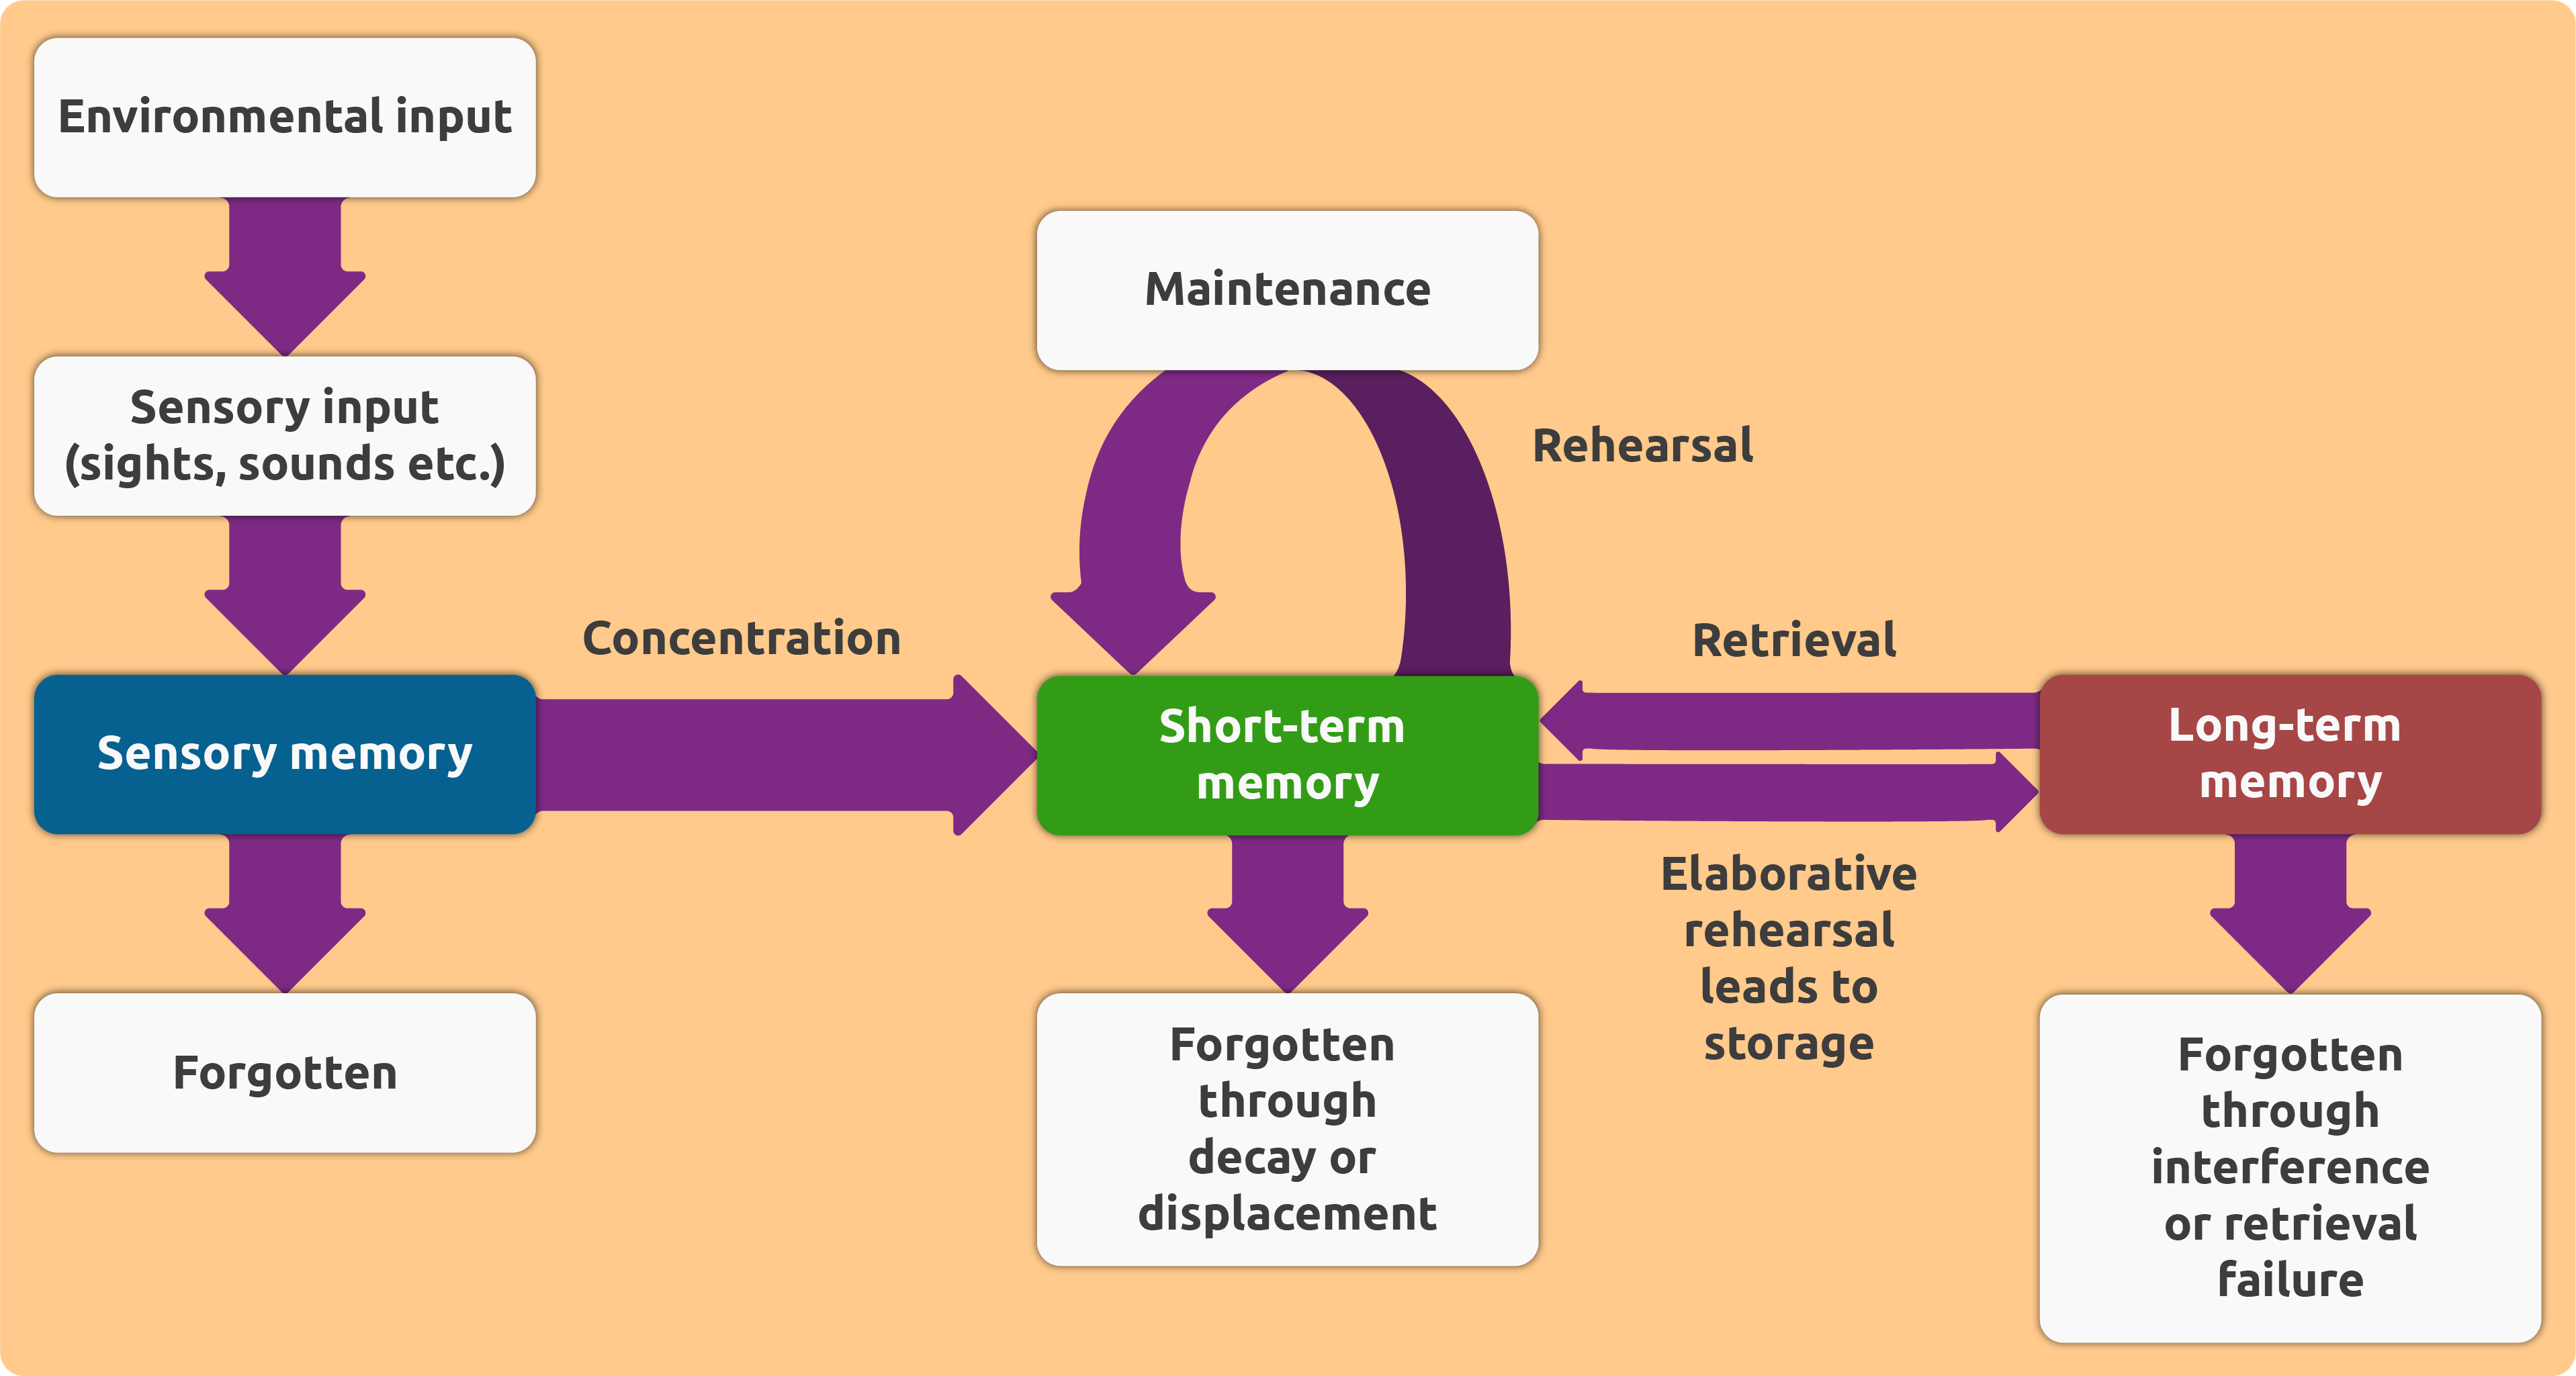 Environmental input
Sensory input
(sights, sounds etc.)
Sensory memory
Forgotten
Concentration
Maintenance
Rehearsal
Short-term
memory
Forgotten
through
decay or
displacement
Retrieval
Elaborative
rehearsal
leads to
storage
Long-term
memory
Forgotten
through
interference
or retrieval
failure